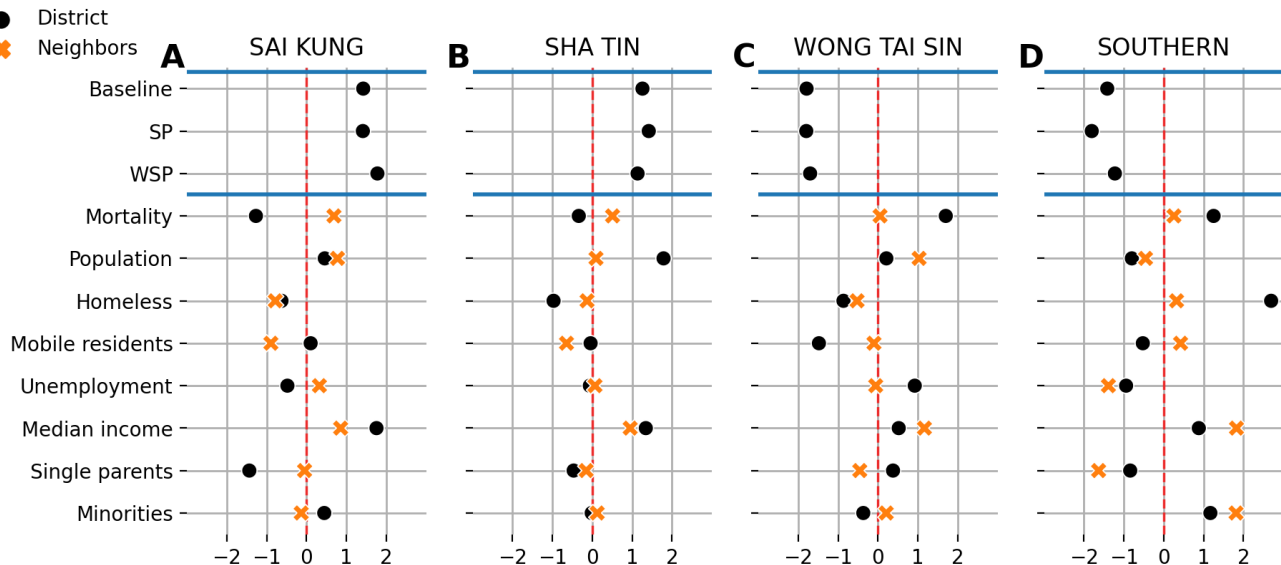 District
Neighbors
A SAI KUNG B SHA TIN C WONG TAI SIN D SOUTHERN
Baseline
SP
WSP
Mortality
Population
Homeless
Mobile residents
Unemployment
Median income
Single parents
Minorities
−2 −1 0 1 2 −2 −1 0 1 2 −2 −1 0 1 2 −2 −1 0 1 2